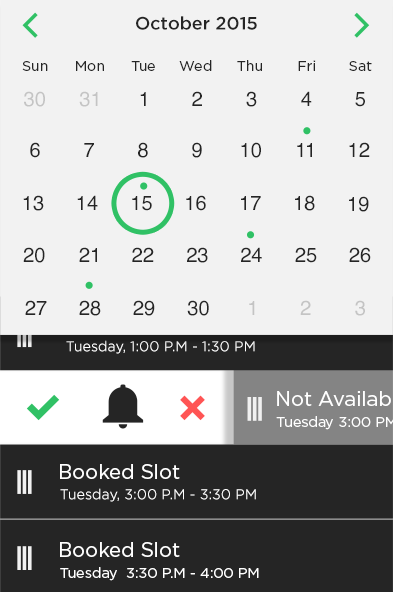 October 2015
Sun Mon Tue Wed Thu Fri Sat
30 31 1 2 3 4 5
6 7 8 9 10 11 12
13 14 15 16 17 18 19
20 21 22 23 24 25 26
27 28 29 30 1 2 3
Tuesday, 1:00 P.M - 1:30 PM
Not Availab
Tuesday 3:00 PM
Booked Slot
Tuesday, 3:00 P.M - 3:30 PM
Booked Slot
Tuesday 3:30 P.M - 4:00 PM